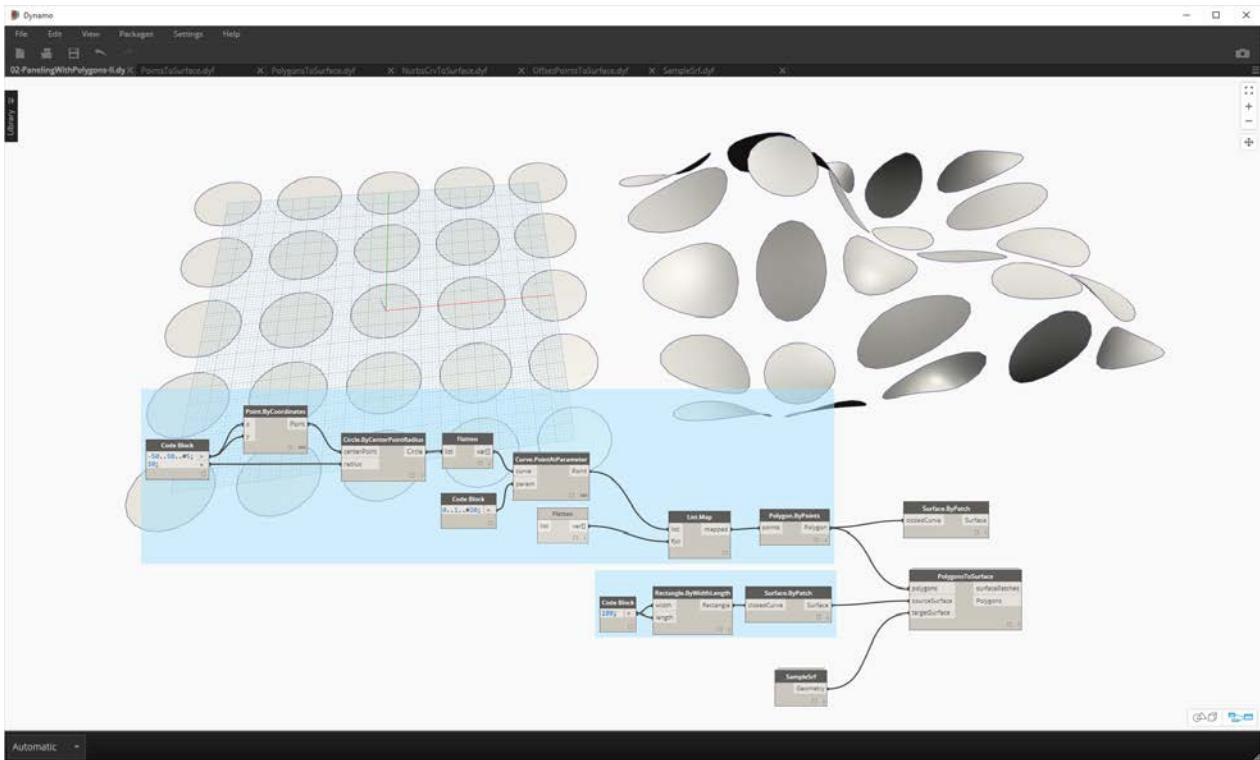 Dynamo
File Edit View Packages Settings Help
02-PanelingWithPolygons-II.dy PointsToSurface.dyf PolygonsToSurface.dyf NurbsCrvToSurface.dyf OffsetPointsToSurface.dyf SampleSrf.dyf
Library
Point.ByCoordinates
x Point
y
Code Block
-50..50..#5; >
10; >
Circle.ByCenterPointRadius
centerPoint Circle
radius
Flatten
list var[]
Curve.PointAtParameter
curve Point
param
Code Block
0..1..#30; >
Flatten
list var[]
List.Map
list mapped
f(x)
Polygon.ByPoints
points Polygon
Surface.ByPatch
closedCurve Surface
PolygonsToSurface
polygons surfacePatches
sourceSurface Polygons
targetSurface
Code Block
100; >
Rectangle.ByWidthLength
width Rectangle
length
Surface.ByPatch
closedCurve Surface
SampleSrf
Geometry
Automatic